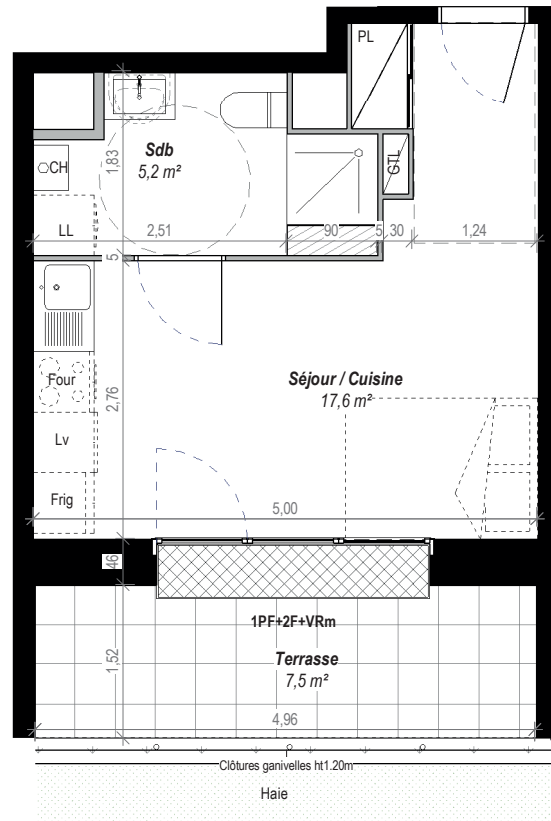 PL
Sdb
5,2 m²
CH
1,83
GTL
LL
2,51
90
5
30
1,24
5
Four
2,76
Séjour / Cuisine
17,6 m²
Lv
Frig
5,00
46
1PF+2F+VRm
Terrasse
7,5 m²
1,52
4,96
Clôtures ganivelles ht1.20m
Haie